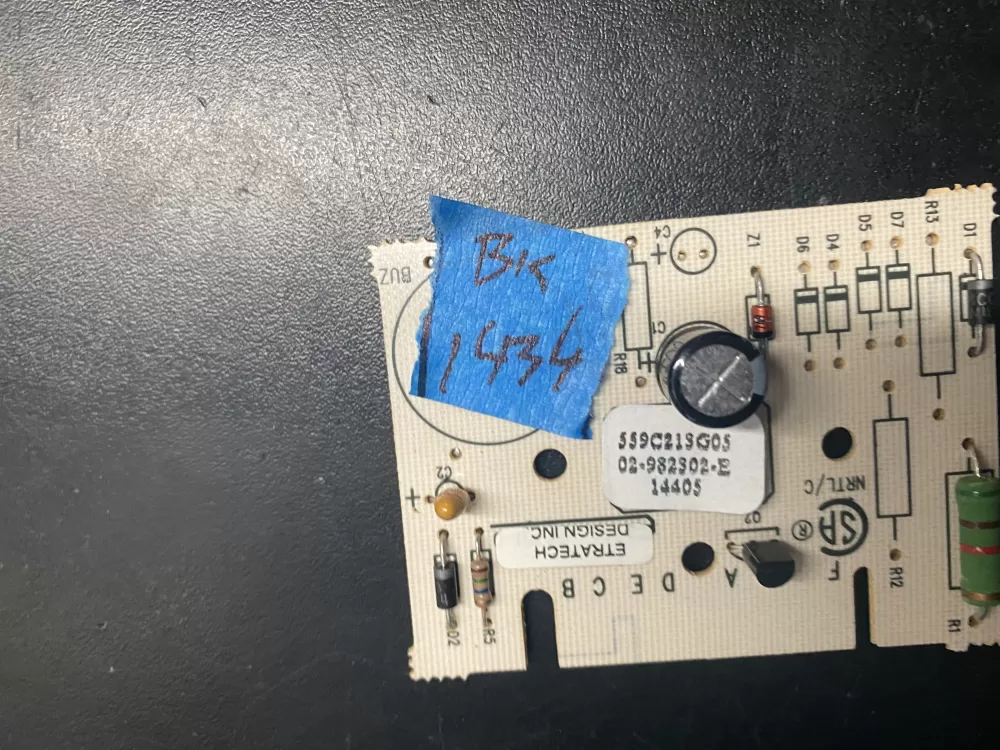 BK
1434
BUZ
C4
+
Z1
D6
D4
D5
D7
R13
D1
C1
+
R18
559C213G05
02-982302-E
14405
NRTL/C
SA
®
F
C2
+
ETRATECH
DESIGN INC.
Q2
A
D
E
C
B
D2
R5
R12
R1